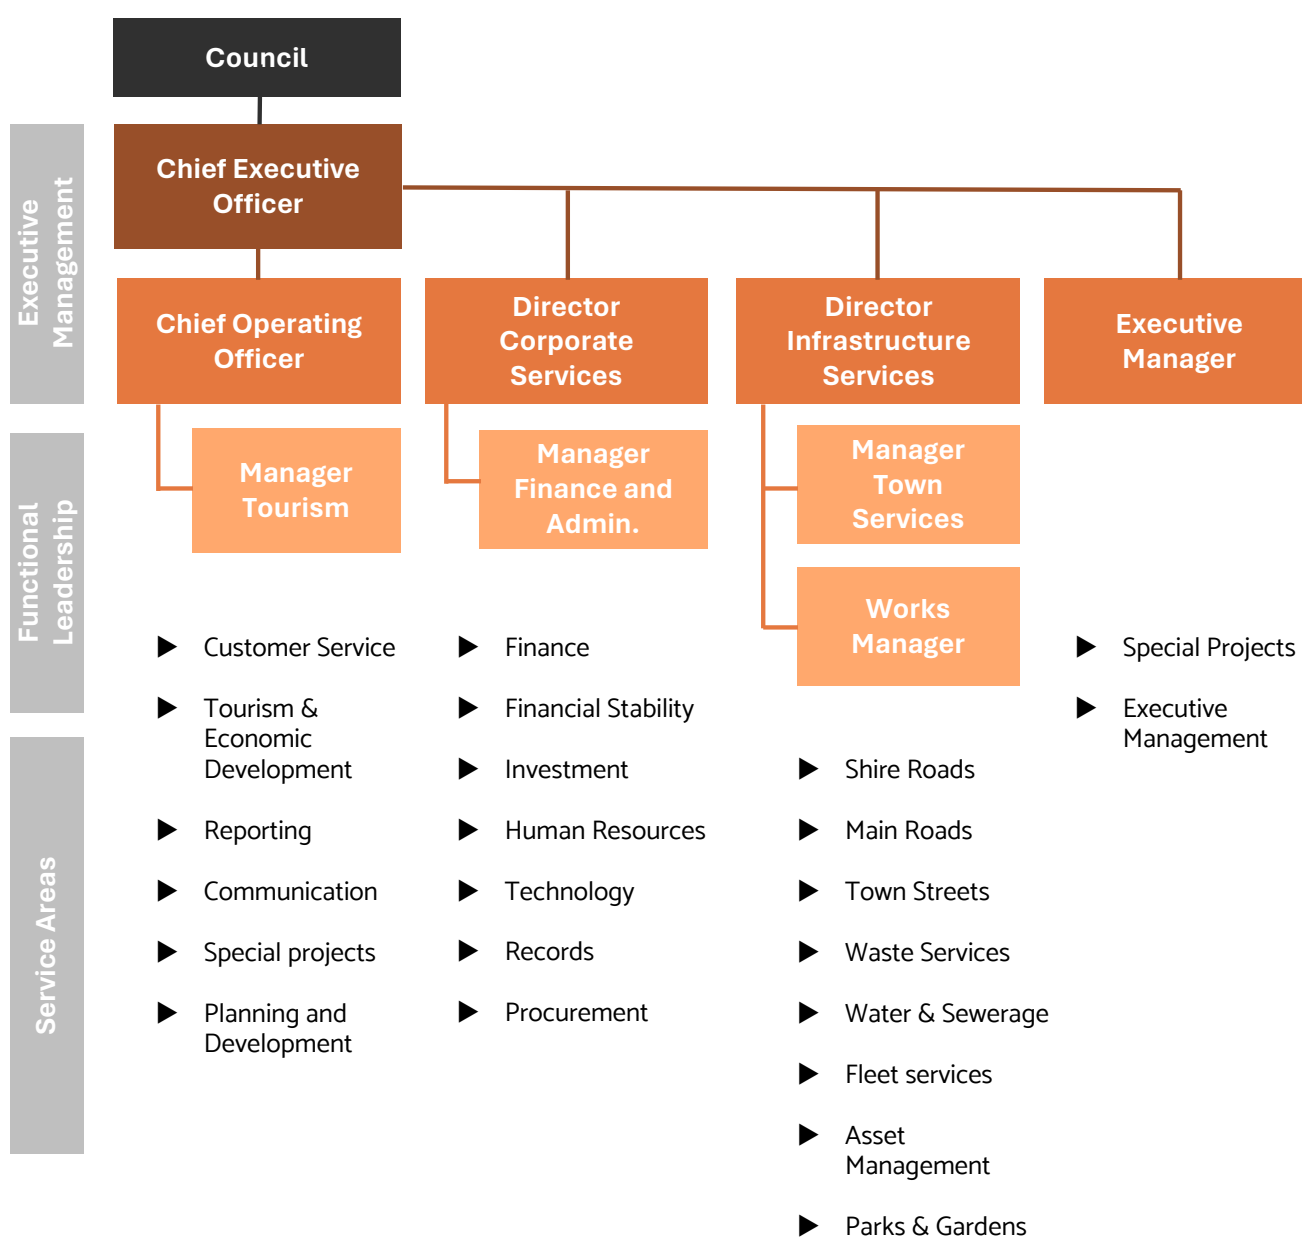 Council
Executive
Management
Chief Executive
Officer
Chief Operating
Officer
Director
Corporate
Services
Director
Infrastructure
Services
Executive
Manager
Functional
Leadership
Manager
Tourism
Manager
Finance and
Admin.
Manager
Town
Services
Works
Manager
Service Areas
Customer Service
Tourism &
Economic
Development
Reporting
Communication
Special projects
Planning and
Development
Finance
Financial Stability
Investment
Human Resources
Technology
Records
Procurement
Shire Roads
Main Roads
Town Streets
Waste Services
Water & Sewerage
Fleet services
Asset
Management
Parks & Gardens
Special Projects
Executive
Management